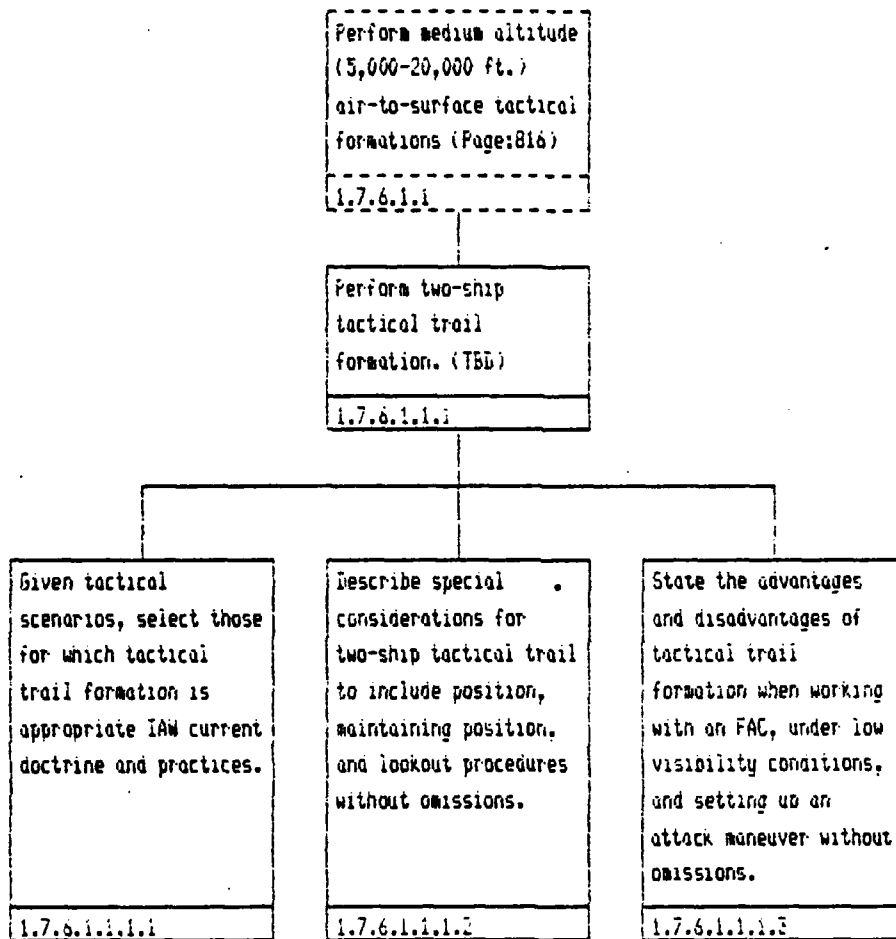 Perform medium altitude
(5,000-20,000 ft.)
air-to-surface tactical
formations (Page:816)
1.7.6.1.1
Perform two-ship
tactical trail
formation. (TBD)
1.7.6.1.1.1
Given tactical
scenarios, select those
for which tactical
trail formation is
appropriate IAW current
doctrine and practices.
1.7.6.1.1.1.1
Describe special
considerations for
two-ship tactical trail
to include position,
maintaining position,
and lookout procedures
without omissions.
1.7.6.1.1.1.2
State the advantages
and disadvantages of
tactical trail
formation when working
with an FAC, under low
visibility conditions,
and setting up an
attack maneuver without
omissions.
1.7.6.1.1.1.3